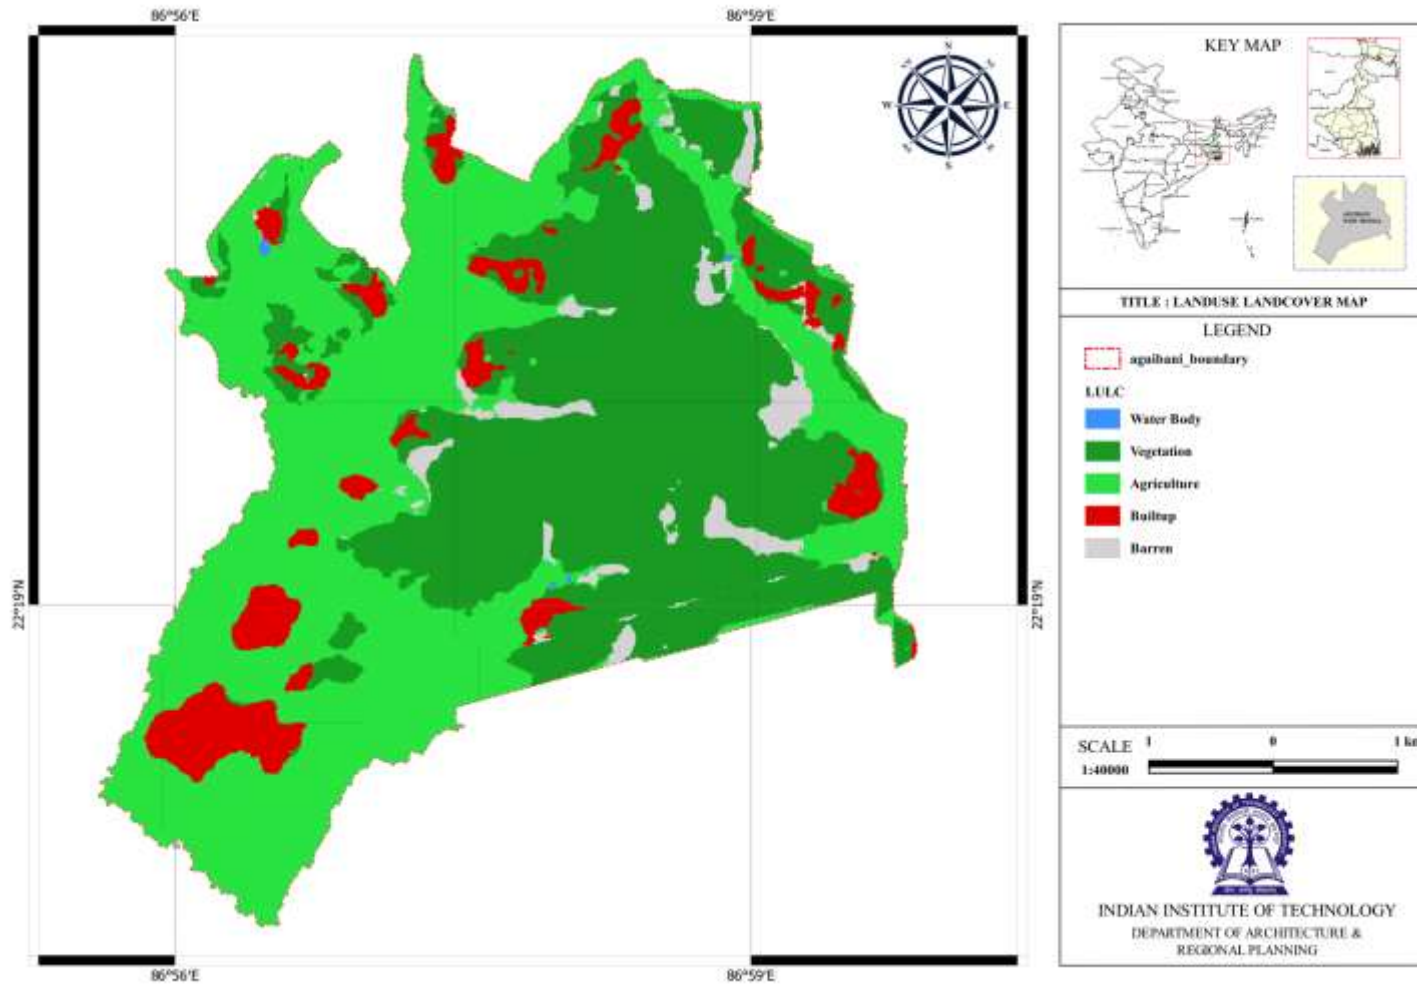 86°56'E
86°59'E
N
W
E
S
22°19'N
22°19'N
86°56'E
86°59'E
KEY MAP
TITLE : LANDUSE LANDCOVER MAP
LEGEND
agaibani_boundary
LULC
Water Body
Vegetation
Agriculture
Builtup
Barren
SCALE
1 0 1 km
1:40000
INDIAN INSTITUTE OF TECHNOLOGY
DEPARTMENT OF ARCHITECTURE &
REGIONAL PLANNING